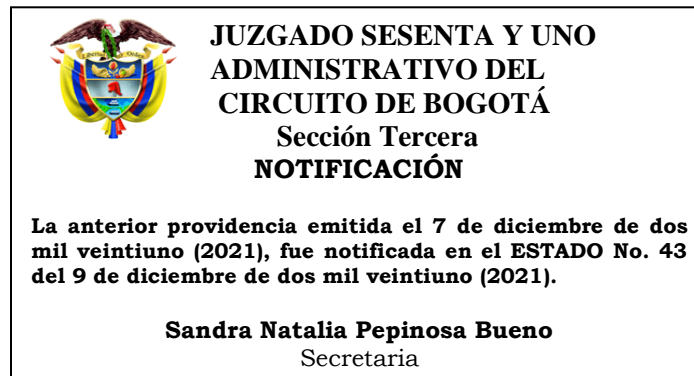 JUZGADO SESENTA Y UNO
ADMINISTRATIVO DEL
CIRCUITO DE BOGOTÁ
Sección Tercera
NOTIFICACIÓN
La anterior providencia emitida el 7 de diciembre de dos
mil veintiuno (2021), fue notificada en el ESTADO No. 43
del 9 de diciembre de dos mil veintiuno (2021).
Sandra Natalia Pepinosa Bueno
Secretaria